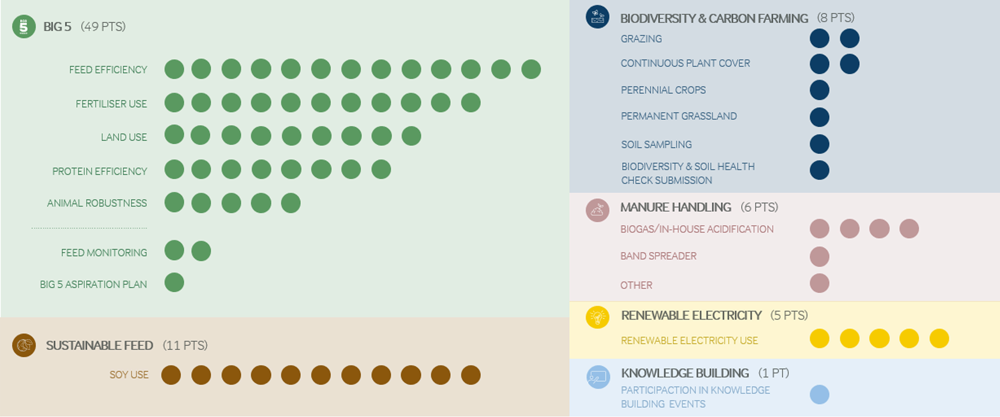 BIG 5 (49 PTS)
FEED EFFICIENCY
FERTILISER USE
LAND USE
PROTEIN EFFICIENCY
ANIMAL ROBUSTNESS
FEED MONITORING
BIG 5 ASPIRATION PLAN
SUSTAINABLE FEED (11 PTS)
SOY USE
BIODIVERSITY & CARBON FARMING (8 PTS)
GRAZING
CONTINUOUS PLANT COVER
PERENNIAL CROPS
PERMANENT GRASSLAND
SOIL SAMPLING
BIODIVERSITY & SOIL HEALTH
CHECK SUBMISSION
MANURE HANDLING (6 PTS)
BIOGAS/IN-HOUSE ACIDIFICATION
BAND SPREADER
OTHER
RENEWABLE ELECTRICITY (5 PTS)
RENEWABLE ELECTRICITY USE
KNOWLEDGE BUILDING (1 PT)
PARTICIPACTION IN KNOWLEDGE
BUILDING EVENTS